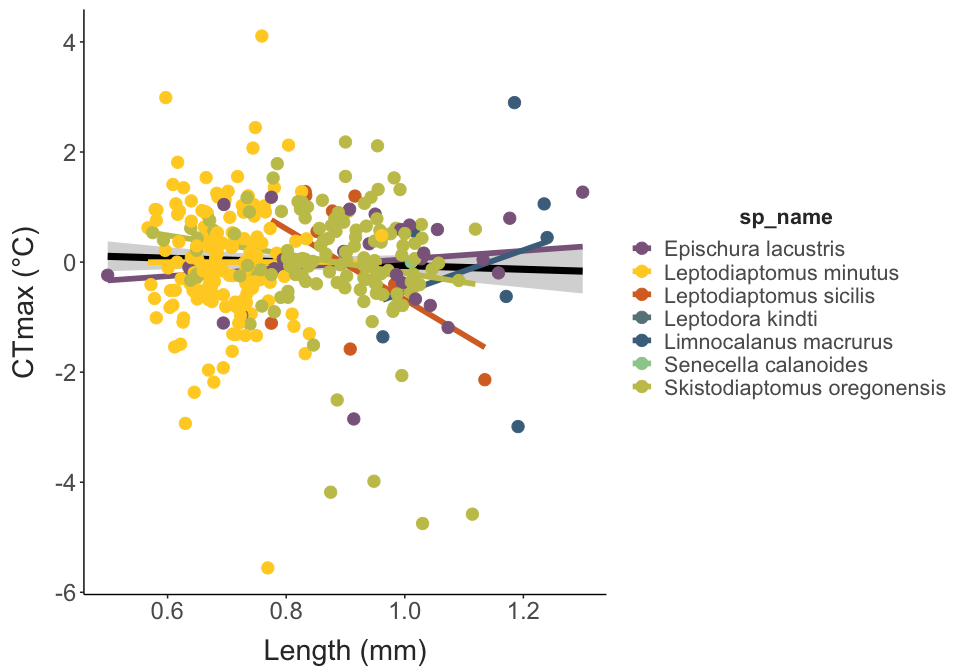 4
2
0
-2
-4
-6
CTmax (°C)
0.6
0.8
1.0
1.2
Length (mm)
sp_name
Epischura lacustris
Leptodiaptomus minutus
Leptodiaptomus sicilis
Leptodora kindti
Limnocalanus macrurus
Senecella calanoides
Skistodiaptomus oregonensis